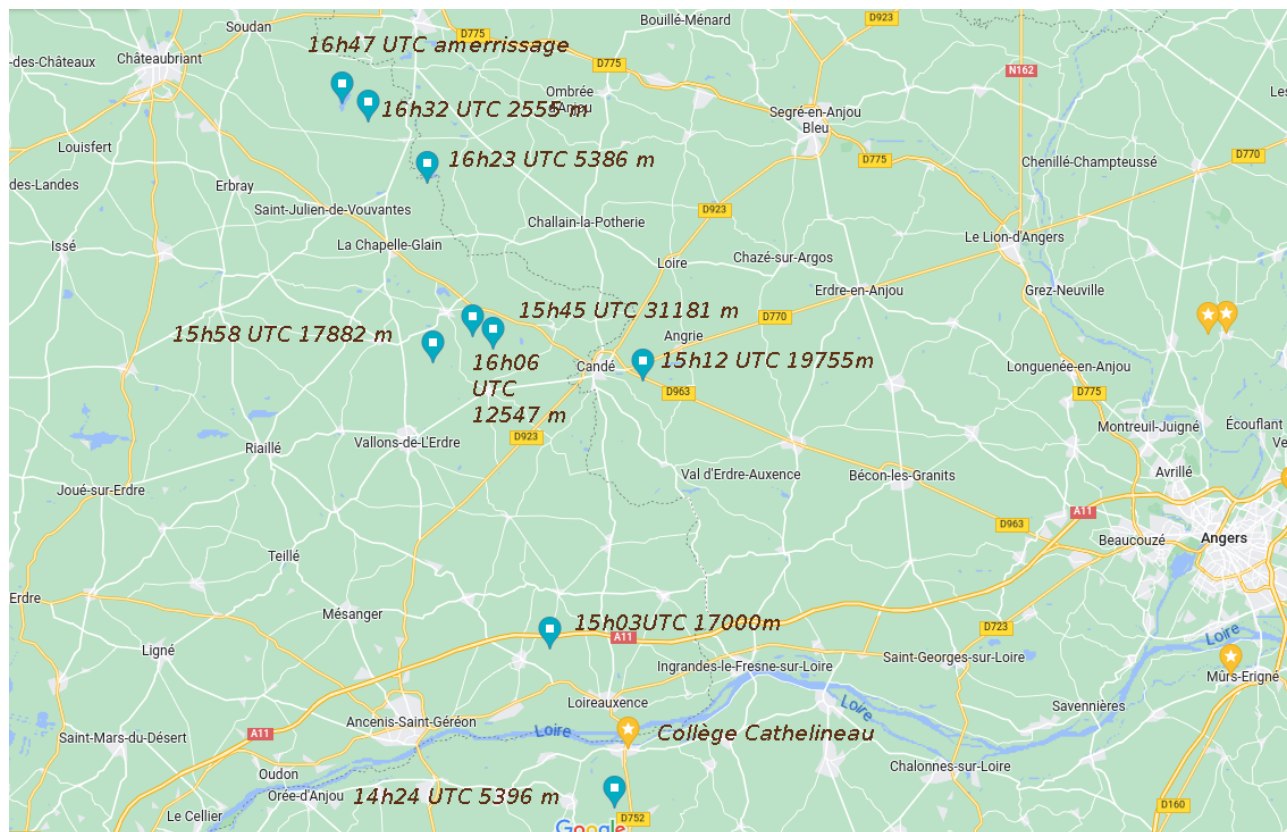 Soudan
Bouillé-Ménard
D923
D775
16h47 UTC amerrissage
-des-Châteaux
Châteaubriant
D775
N162
Ombrée
d'Anjou
16h32 UTC 2555 m
Segré-en-Anjou
Bleu
Louisfert
16h23 UTC 5386 m
D775
Chenillé-Champteussé
D770
des-Landes
Erbray
Saint-Julien-de-Vouvantes
D923
Challain-la-Potherie
Issé
La Chapelle-Glain
Le Lion-d'Angers
Loire
Chazé-sur-Argos
Erdre-en-Anjou
Grez-Neuville
15h45 UTC 31181 m
D770
15h58 UTC 17882 m
Angrie
16h06
UTC
12547 m
Candé
15h12 UTC 19755m
Longuenée-en-Anjou
D963
D775
Montreuil-Juigné
Écouflant
D923
Vallons-de-L'Erdre
Riaillé
Ve
Avrillé
Val d'Erdre-Auxence
Bécon-les-Granits
Joué-sur-Erdre
A11
D963
Beaucouzé
Angers
Teillé
Erdre
Mésanger
15h03UTC 17000m
A11
D723
Loire
Ligné
Ingrandes-le-Fresne-sur-Loire
Saint-Georges-sur-Loire
Mûrs-Erigné
Loireauxence
Loire
Savennières
Ancenis-Saint-Géréon
Loire
Collège Cathelineau
A11
Saint-Mars-du-Désert
Oudon
Chalonnes-sur-Loire
Orée-d'Anjou
14h24 UTC 5396 m
D160
Le Cellier
D752
Google